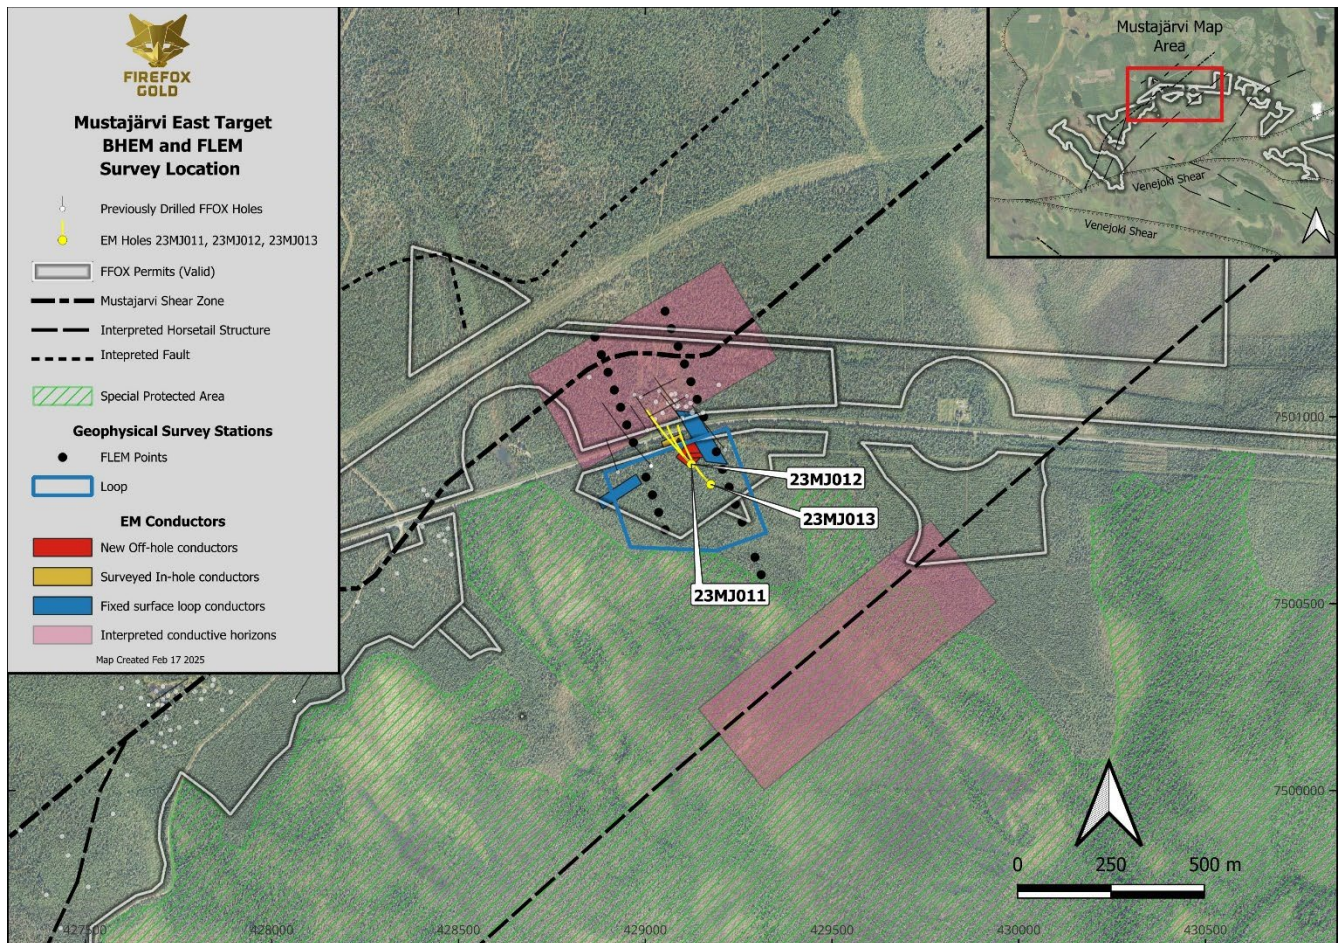 FIREFOX
GOLD
Mustajärvi East Target
BHEM and FLEM
Survey Location
Previously Drilled FFOX Holes
EM Holes 23MJ011, 23MJ012, 23MJ013
FFOX Permits (Valid)
Mustajarvi Shear Zone
Interpreted Horsetail Structure
Intepreted Fault
Special Protected Area
Geophysical Survey Stations
FLEM Points
Loop
EM Conductors
New Off-hole conductors
Surveyed In-hole conductors
Fixed surface loop conductors
Interpreted conductive horizons
Map Created Feb 17 2025
Mustajärvi Map
Area
Venejoki Shear
Venejoki Shear
7501000
23MJ012
23MJ013
23MJ011
7500500
7500000
0 250 500 m
427500 428000 428500 429000 429500 430000 430500